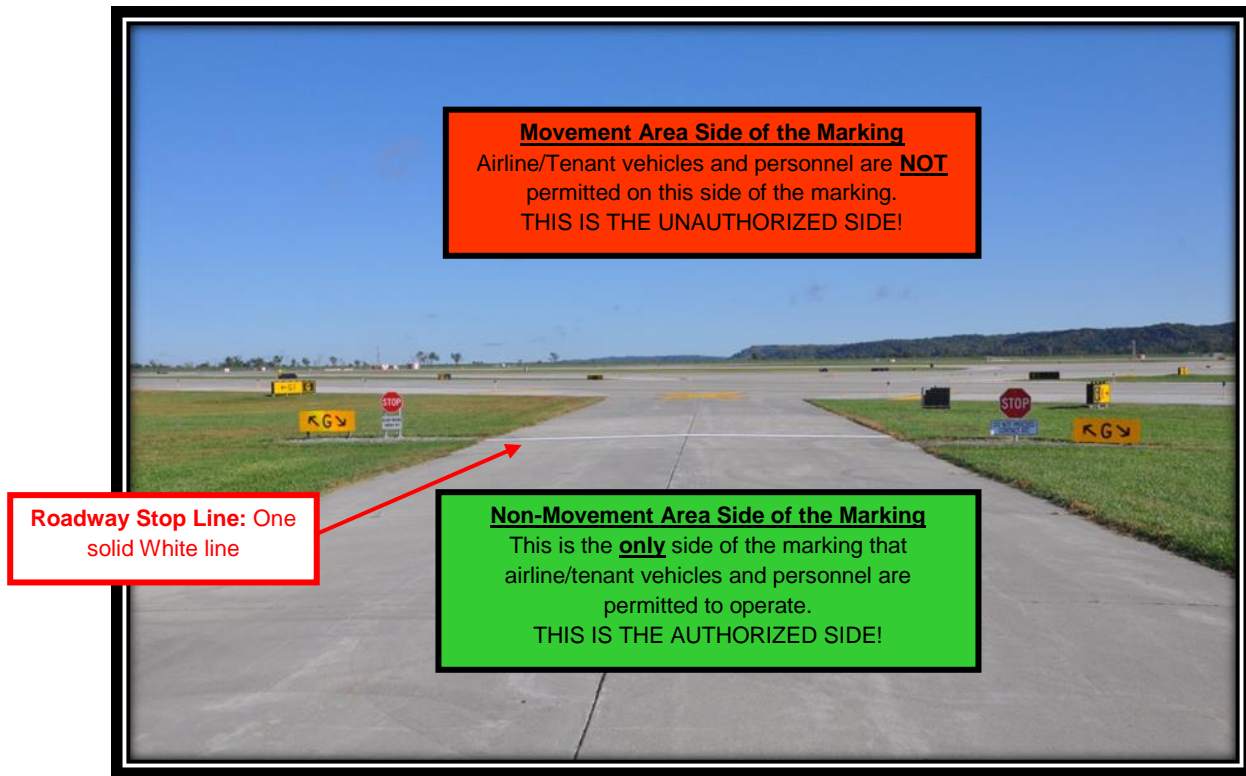 Movement Area Side of the Marking
Airline/Tenant vehicles and personnel are NOT
permitted on this side of the marking.
THIS IS THE UNAUTHORIZED SIDE!
STOP
STOP
↖G↘
↖G↘
Roadway Stop Line: One
solid White line
Non-Movement Area Side of the Marking
This is the only side of the marking that
airline/tenant vehicles and personnel are
permitted to operate.
THIS IS THE AUTHORIZED SIDE!